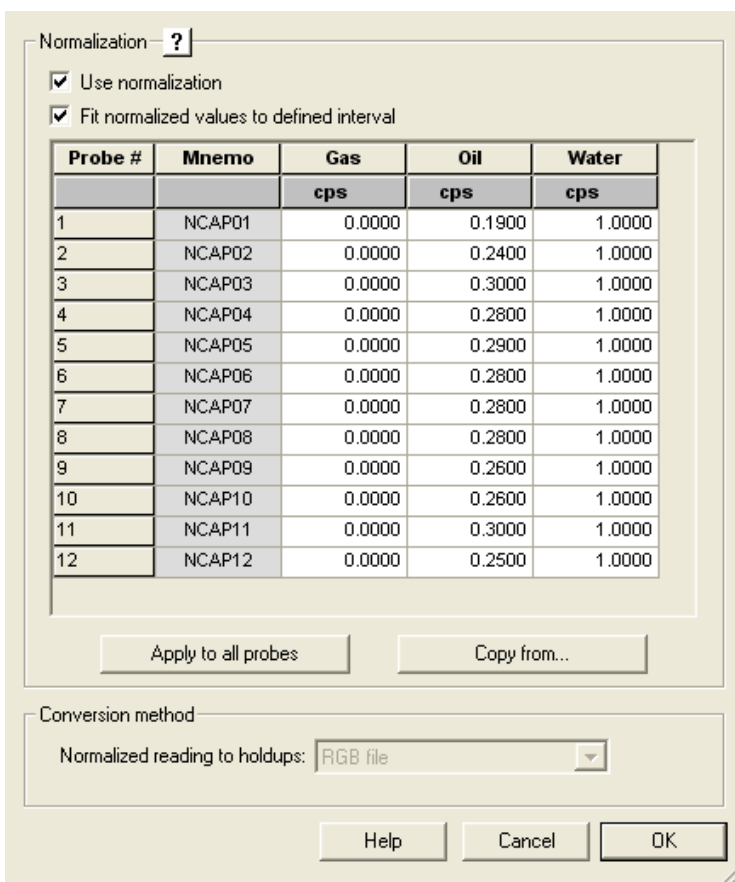 Normalization ?
Use normalization
Fit normalized values to defined interval
Probe # Mnemo Gas Oil Water
cps cps cps
1 NCAP01 0.0000 0.1900 1.0000
2 NCAP02 0.0000 0.2400 1.0000
3 NCAP03 0.0000 0.3000 1.0000
4 NCAP04 0.0000 0.2800 1.0000
5 NCAP05 0.0000 0.2900 1.0000
6 NCAP06 0.0000 0.2800 1.0000
7 NCAP07 0.0000 0.2800 1.0000
8 NCAP08 0.0000 0.2800 1.0000
9 NCAP09 0.0000 0.2600 1.0000
10 NCAP10 0.0000 0.2600 1.0000
11 NCAP11 0.0000 0.3000 1.0000
12 NCAP12 0.0000 0.2500 1.0000
Apply to all probes Copy from...
Conversion method
Normalized reading to holdups: RGB file
Help Cancel OK